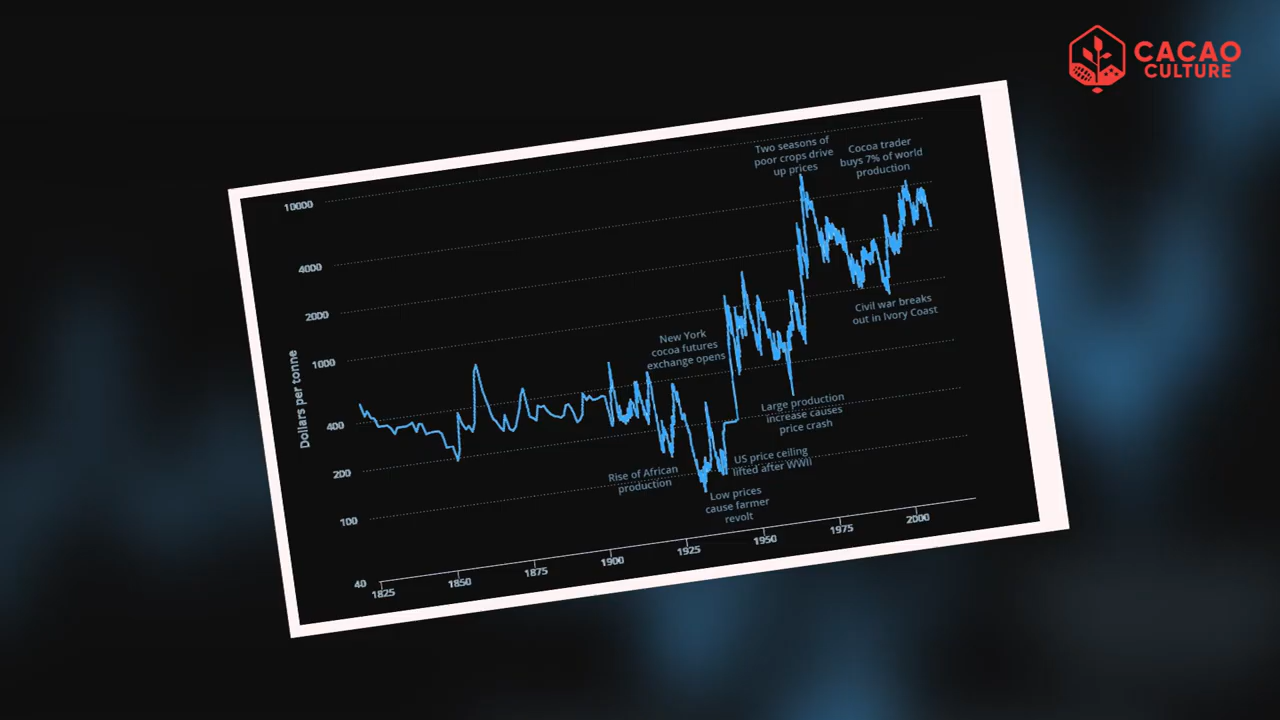 CACAO
CULTURE
Two seasons of
poor crops drive
up prices
Cocoa trader
buys 7% of world
production
10000
4000
2000
1000
400
200
100
40
Dollars per tonne
New York
cocoa futures
exchange opens
Civil war breaks
out in Ivory Coast
Large production
increase causes
price crash
Rise of African
production
US price ceiling
lifted after WWII
Low prices
cause farmer
revolt
1825
1850
1875
1900
1925
1950
1975
2000